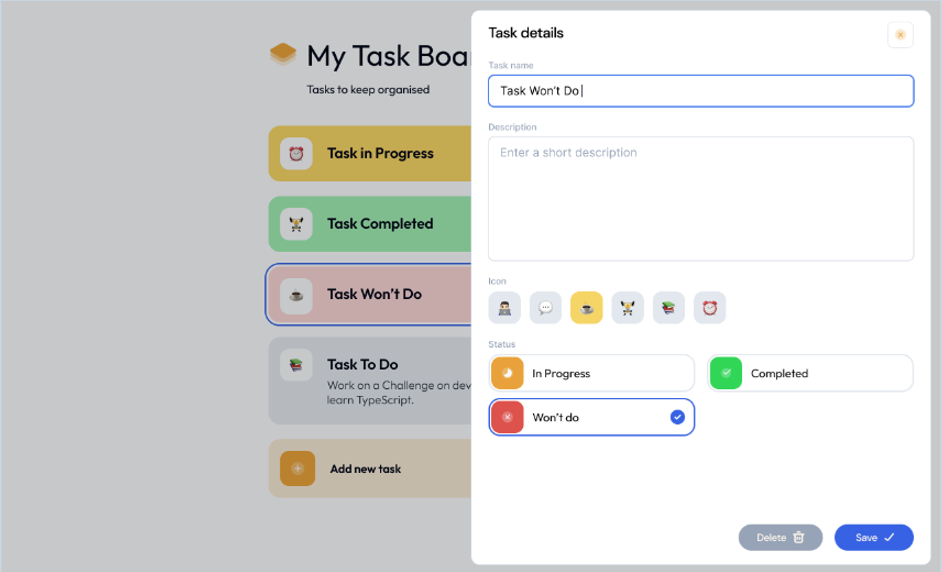 My Task Boar
Tasks to keep organised
Task in Progress
Task Completed
Task Won't Do
Task To Do
Work on a Challenge on dev
learn TypeScript.
Add new task
Task details
Task name
Task Won't Do
Description
Enter a short description
Icon
Status
In Progress
Completed
Won't do
Delete
Save